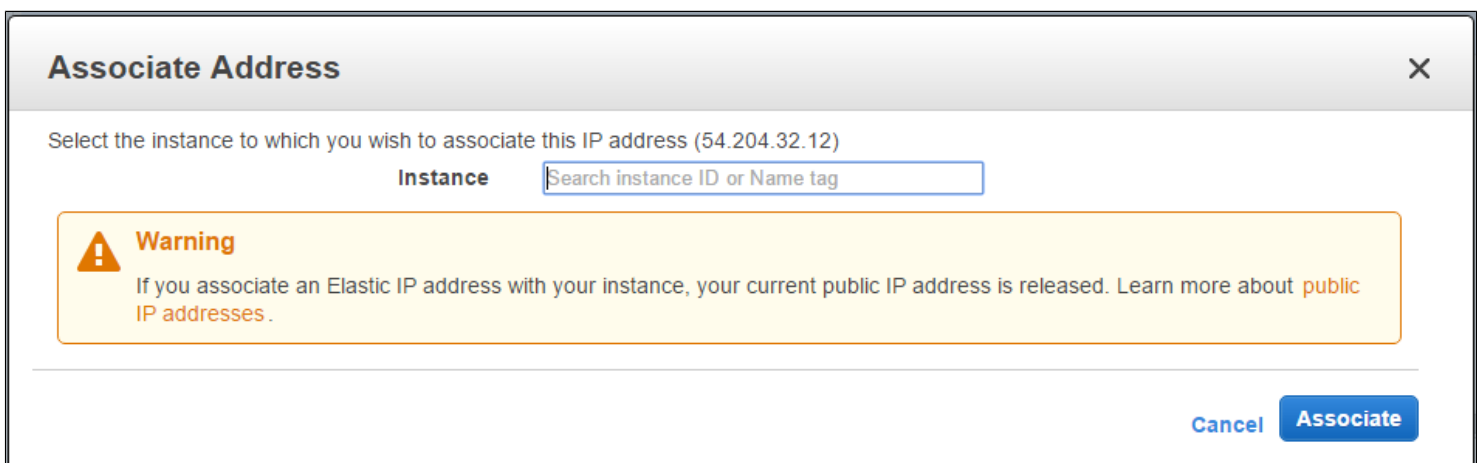 Associate Address
Select the instance to which you wish to associate this IP address (54.204.32.12)
Instance Search instance ID or Name tag
Warning
If you associate an Elastic IP address with your instance, your current public IP address is released. Learn more about public
IP addresses.
Cancel Associate